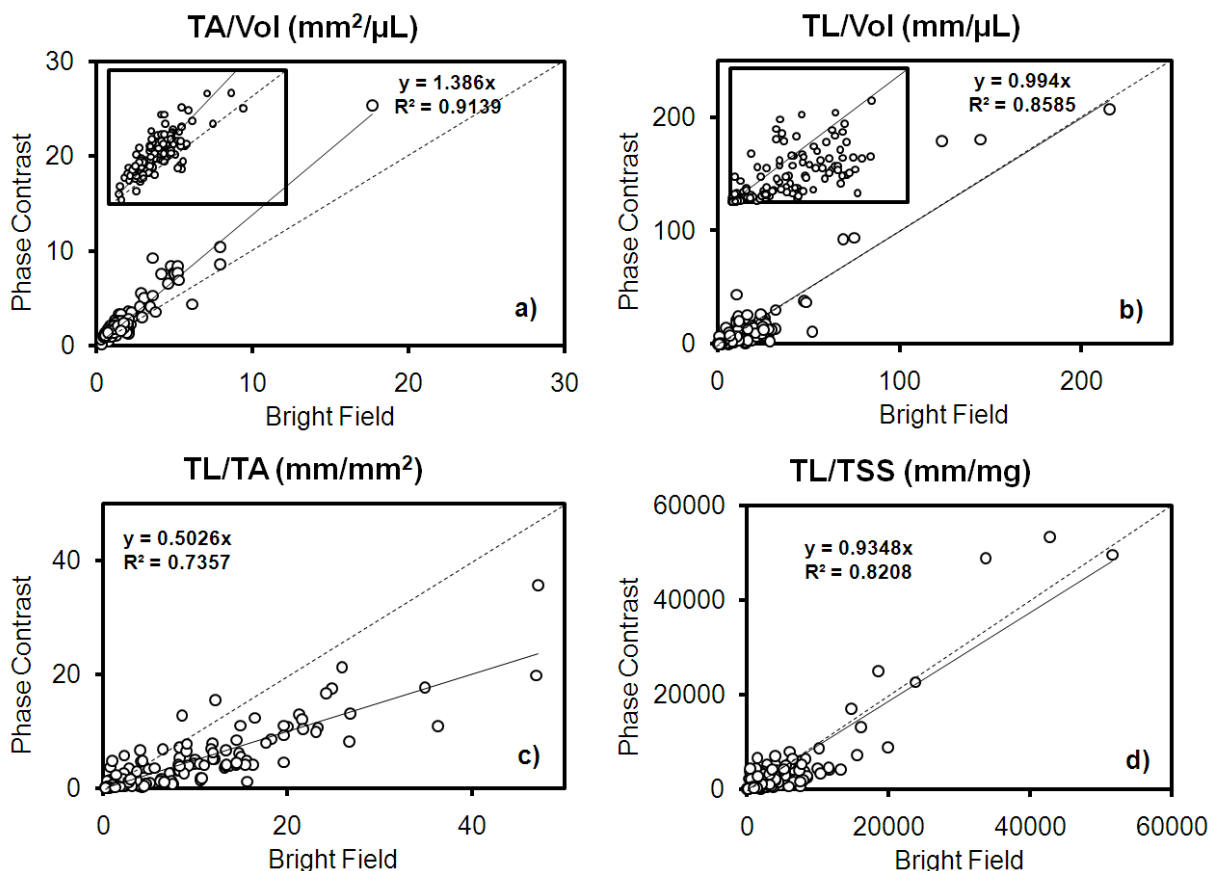 TA/Vol (mm²/µL)
30
20
10
0
0
10
20
30
Phase Contrast
Bright Field
y = 1.386x
R² = 0.9139
a)
TL/Vol (mm/µL)
200
100
0
0
100
200
Phase Contrast
Bright Field
y = 0.994x
R² = 0.8585
b)
TL/TA (mm/mm²)
40
20
0
0
20
40
Phase Contrast
Bright Field
y = 0.5026x
R² = 0.7357
c)
TL/TSS (mm/mg)
60000
40000
20000
0
0
20000
40000
60000
Phase Contrast
Bright Field
y = 0.9348x
R² = 0.8208
d)